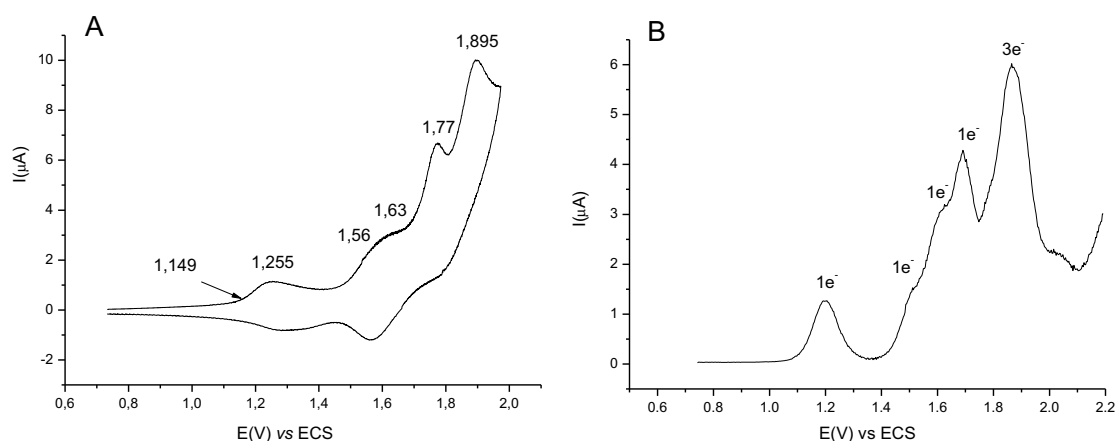 A
1,895
1,77
1,63
1,56
1,255
1,149
10
8
6
4
2
0
-2
I(μA)
0,6 0,8 1,0 1,2 1,4 1,6 1,8 2,0
E(V) vs ECS
B
3e-
1e-
1e-
1e-
1e-
6
5
4
3
2
1
0
I(μA)
0.6 0.8 1.0 1.2 1.4 1.6 1.8 2.0 2.2
E(V) vs ECS